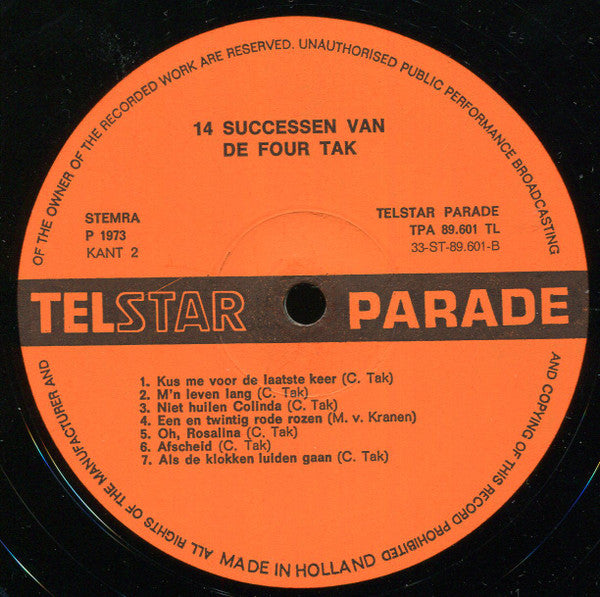 ALL RIGHTS OF THE MANUFACTURER AND OF THE OWNER OF THE RECORDED WORK ARE RESERVED. UNAUTHORISED PUBLIC PERFORMANCE BROADCASTING AND COPYING OF THIS RECORD PROHIBITED
14 SUCCESSEN VAN
DE FOUR TAK
STEMRA
P 1973
KANT 2
TELSTAR PARADE
TPA 89.601 TL
33-ST-89.601-B
TELSTAR PARADE
1. Kus me voor de laatste keer (C. Tak)
2. M'n leven lang (C. Tak)
3. Niet huilen Colinda (C. Tak)
4. Een en twintig rode rozen (M. v. Kranen)
5. Oh, Rosalina (C. Tak)
6. Afscheid (C. Tak)
7. Als de klokken luiden gaan (C. Tak)
MADE IN HOLLAND